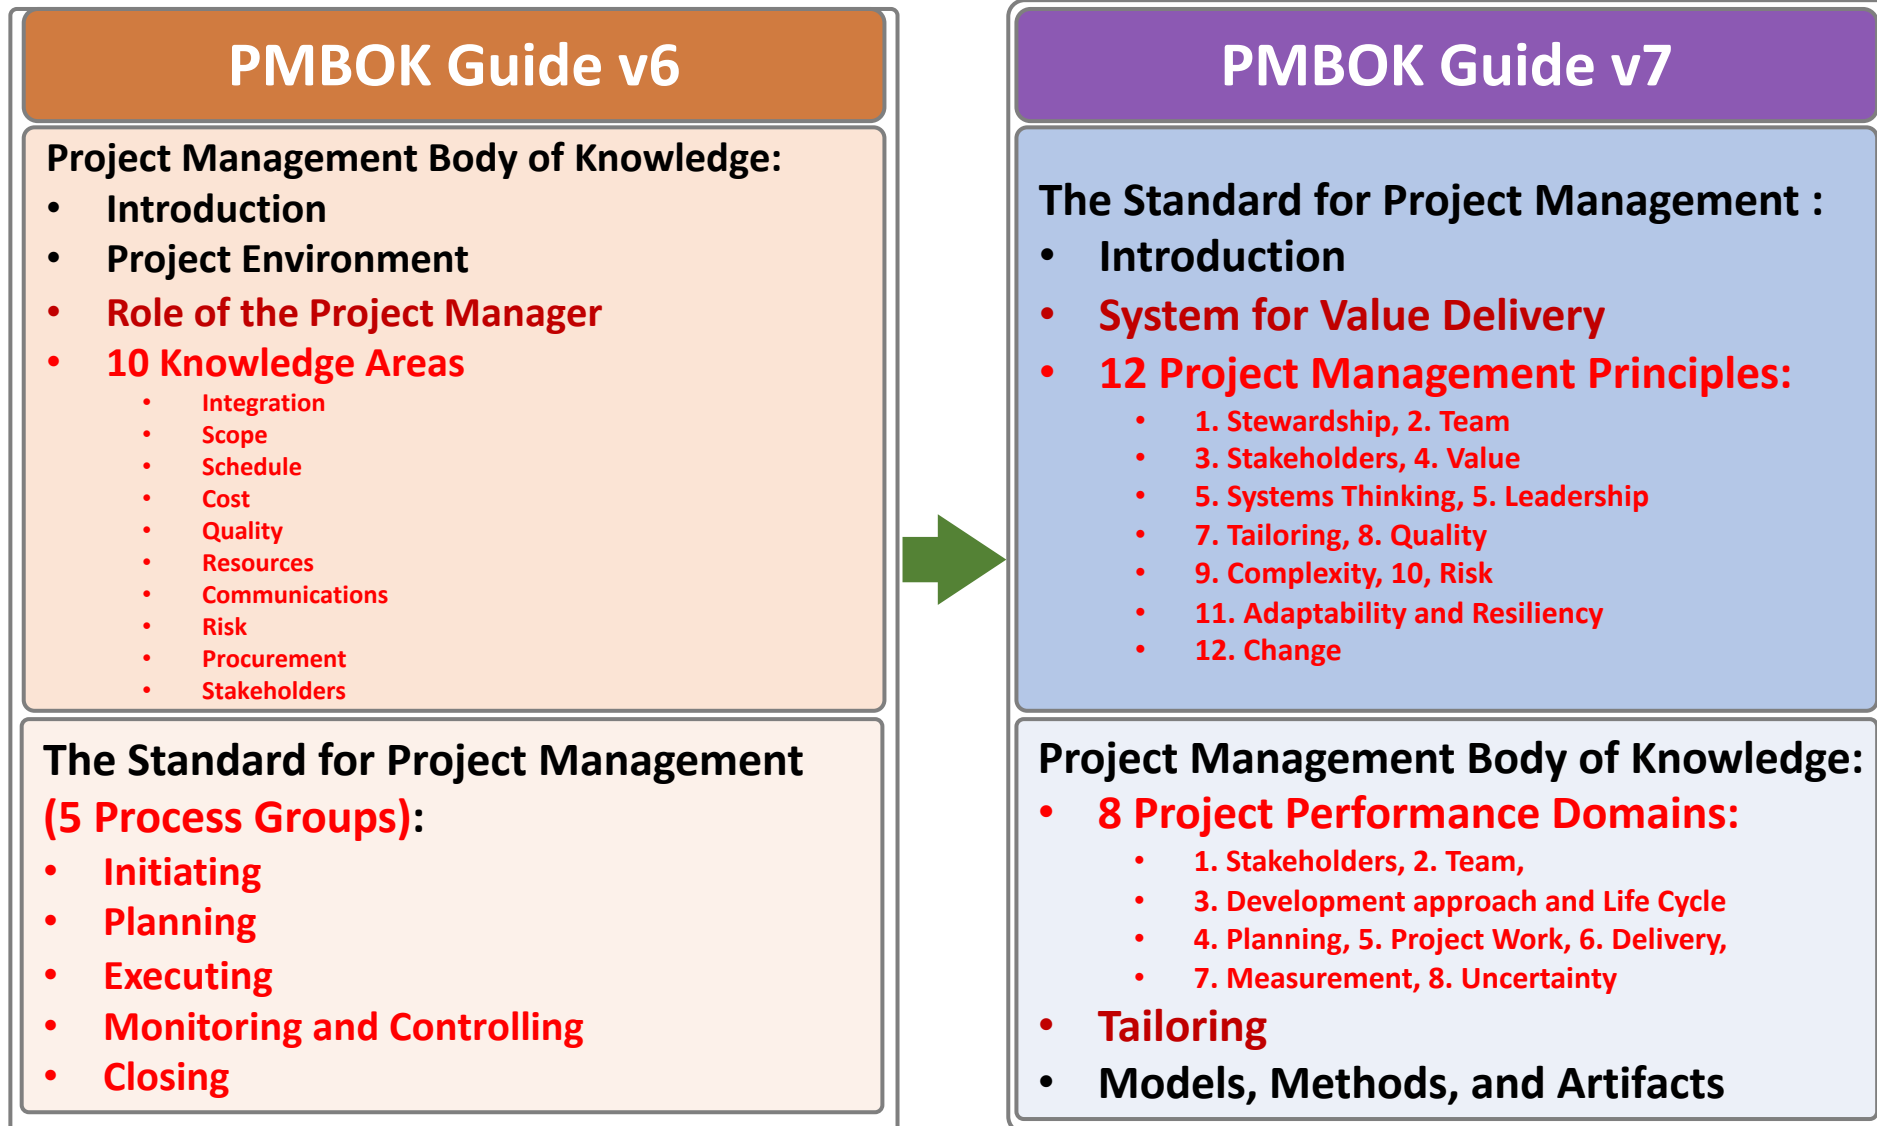 PMBOK Guide v6
Project Management Body of Knowledge:
• Introduction
• Project Environment
• Role of the Project Manager
• 10 Knowledge Areas
• Integration
• Scope
• Schedule
• Cost
• Quality
• Resources
• Communications
• Risk
• Procurement
• Stakeholders
The Standard for Project Management
(5 Process Groups):
• Initiating
• Planning
• Executing
• Monitoring and Controlling
• Closing
PMBOK Guide v7
The Standard for Project Management :
• Introduction
• System for Value Delivery
• 12 Project Management Principles:
• 1. Stewardship, 2. Team
• 3. Stakeholders, 4. Value
• 5. Systems Thinking, 5. Leadership
• 7. Tailoring, 8. Quality
• 9. Complexity, 10, Risk
• 11. Adaptability and Resiliency
• 12. Change
Project Management Body of Knowledge:
• 8 Project Performance Domains:
• 1. Stakeholders, 2. Team,
• 3. Development approach and Life Cycle
• 4. Planning, 5. Project Work, 6. Delivery,
• 7. Measurement, 8. Uncertainty
• Tailoring
• Models, Methods, and Artifacts